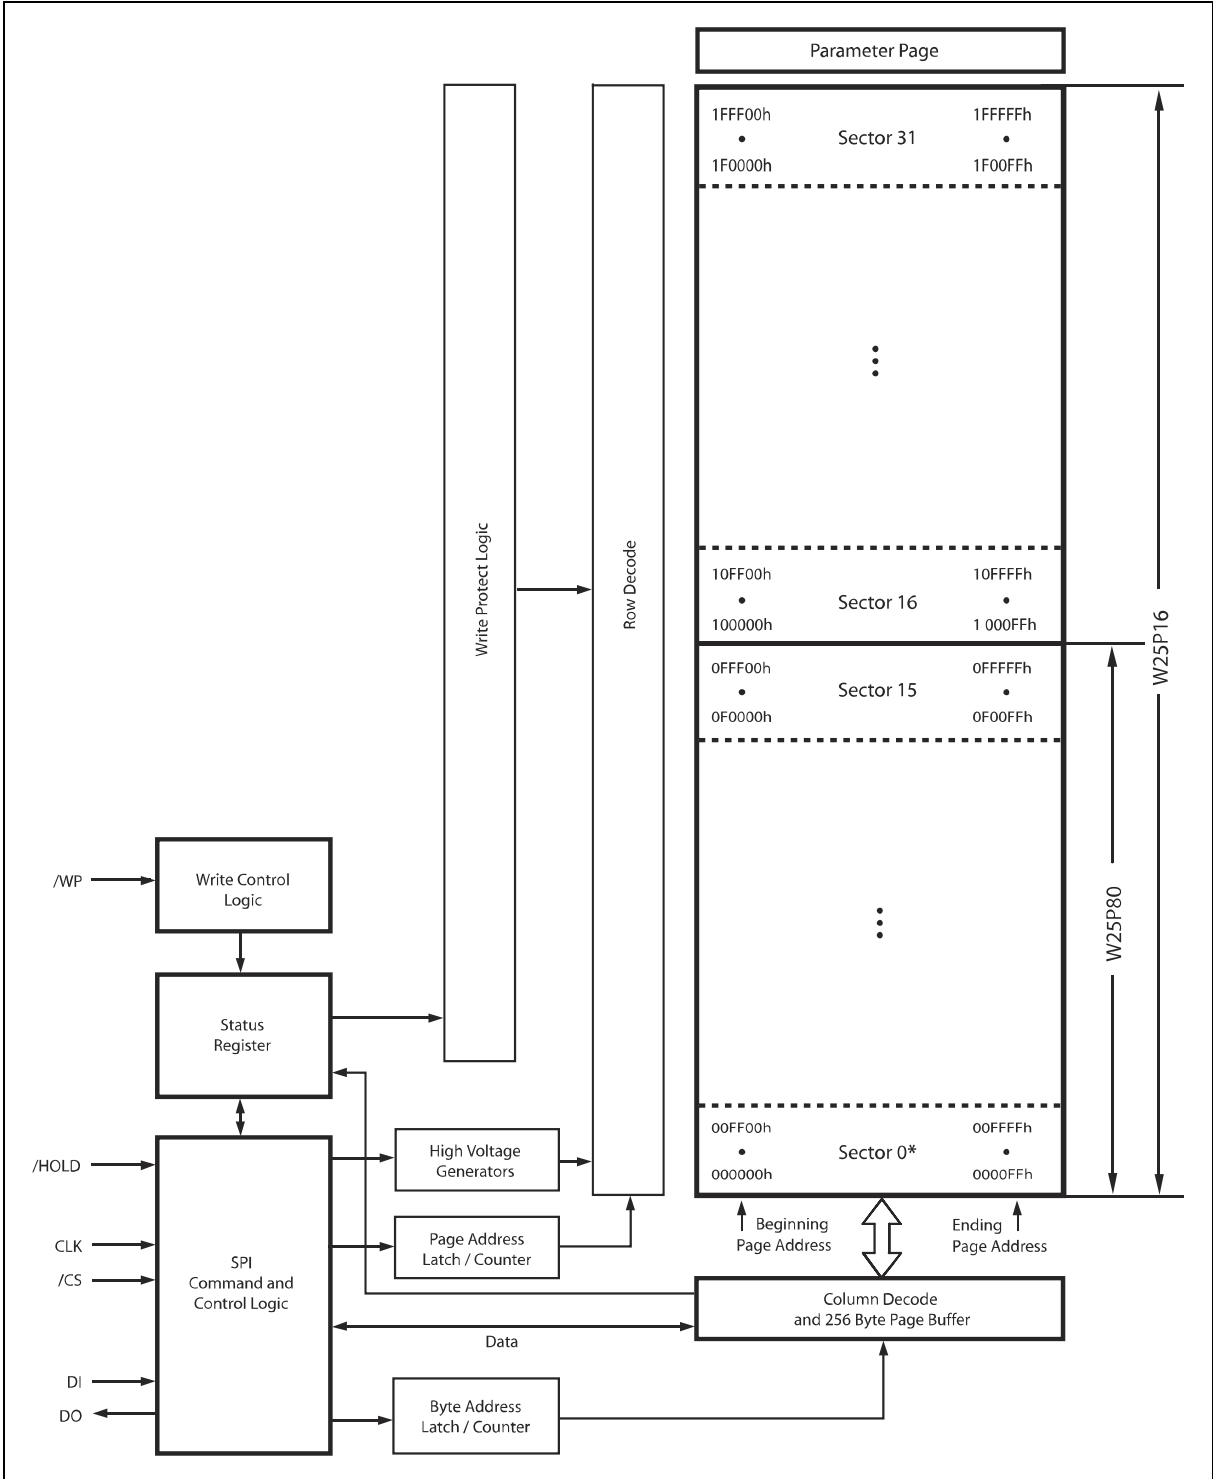 Parameter Page
1FFF00h
1FFFFFh
Sector 31
1F0000h
1F00FFh
10FF00h
10FFFFh
Sector 16
100000h
1 000FFh
0FFF00h
0FFFFFh
Sector 15
0F0000h
0F00FFh
00FF00h
00FFFFh
Sector 0*
000000h
0000FFh
Beginning
Page Address
Ending
Page Address
W25P16
W25P80
Write Protect Logic
Row Decode
/WP
Write Control
Logic
Status
Register
/HOLD
CLK
/CS
DI
DO
SPI
Command and
Control Logic
High Voltage
Generators
Page Address
Latch / Counter
Column Decode
and 256 Byte Page Buffer
Data
Byte Address
Latch / Counter